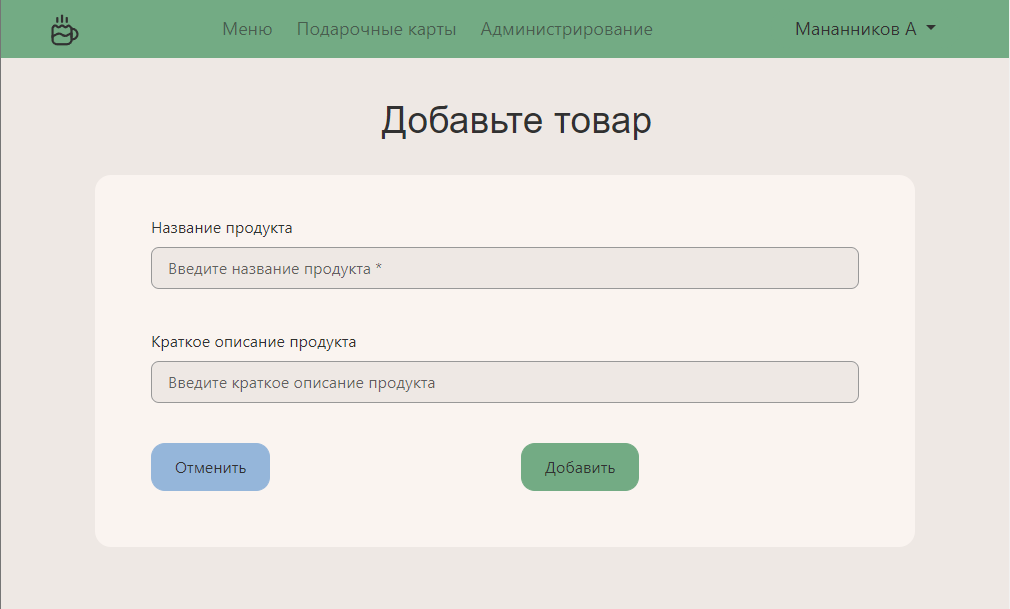 Меню Подарочные карты Администрирование Мананников А
Добавьте товар
Название продукта
Введите название продукта *
Краткое описание продукта
Введите краткое описание продукта
Отменить Добавить